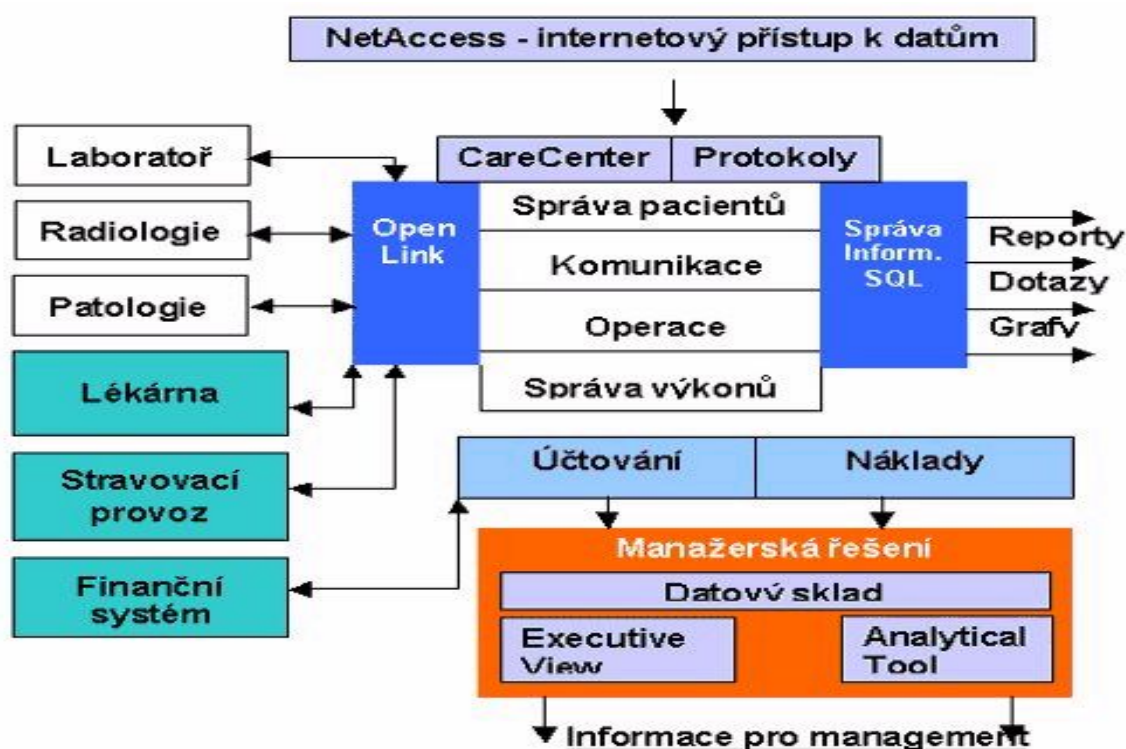 NetAccess - internetový přístup k datům
CareCenter
Protokoly
Laboratoř
Radiologie
Patologie
Lékárna
Stravovací
provoz
Finanční
systém
Open
Link
Správa pacientů
Komunikace
Operace
Správa výkonů
Správa
Inform.
SQL
Reporty
Dotazy
Grafy
Účtování
Náklady
Manažerská řešení
Datový sklad
Executive
View
Analytical
Tool
Informace pro management